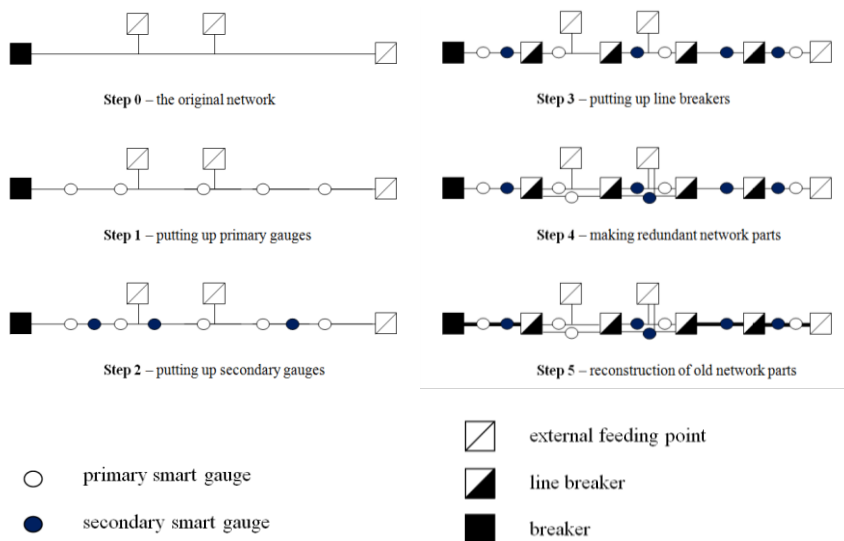 Step 0 – the original network
Step 1 – putting up primary gauges
Step 2 – putting up secondary gauges
Step 3 – putting up line breakers
Step 4 – making redundant network parts
Step 5 – reconstruction of old network parts
primary smart gauge
secondary smart gauge
external feeding point
line breaker
breaker